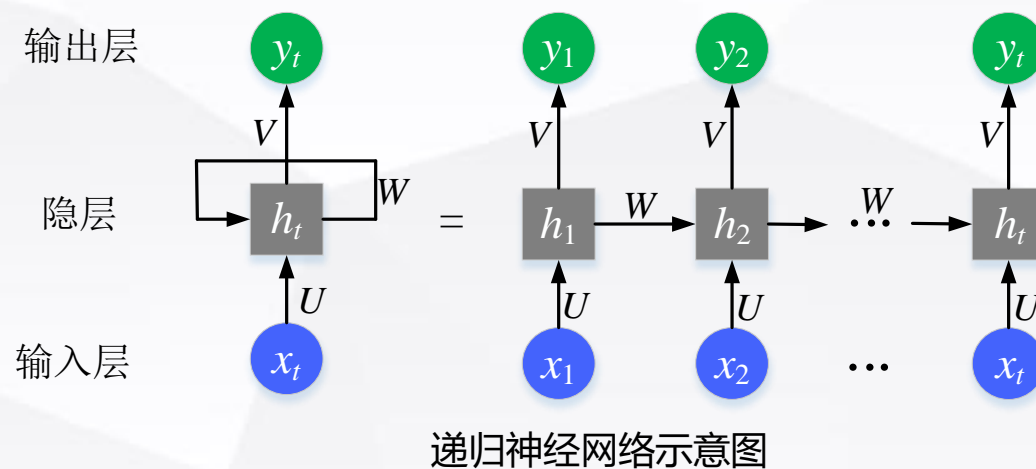 输出层 y_t y_1 y_2 y_t
V V V V
隐层 h_t W = h_1 W h_2 ... W h_t
U U U U
输入层 x_t x_1 x_2 ... x_t
递归神经网络示意图